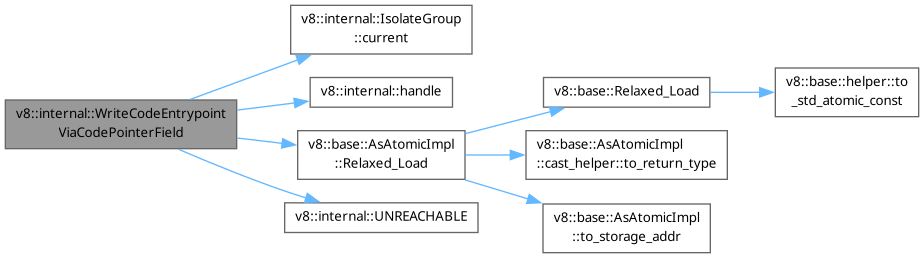 v8::internal::WriteCodeEntrypoint
ViaCodePointerField
v8::internal::IsolateGroup
::current
v8::internal::handle
v8::base::AsAtomicImpl
::Relaxed_Load
v8::internal::UNREACHABLE
v8::base::Relaxed_Load
v8::base::AsAtomicImpl
::cast_helper::to_return_type
v8::base::AsAtomicImpl
::to_storage_addr
v8::base::helper::to
_std_atomic_const